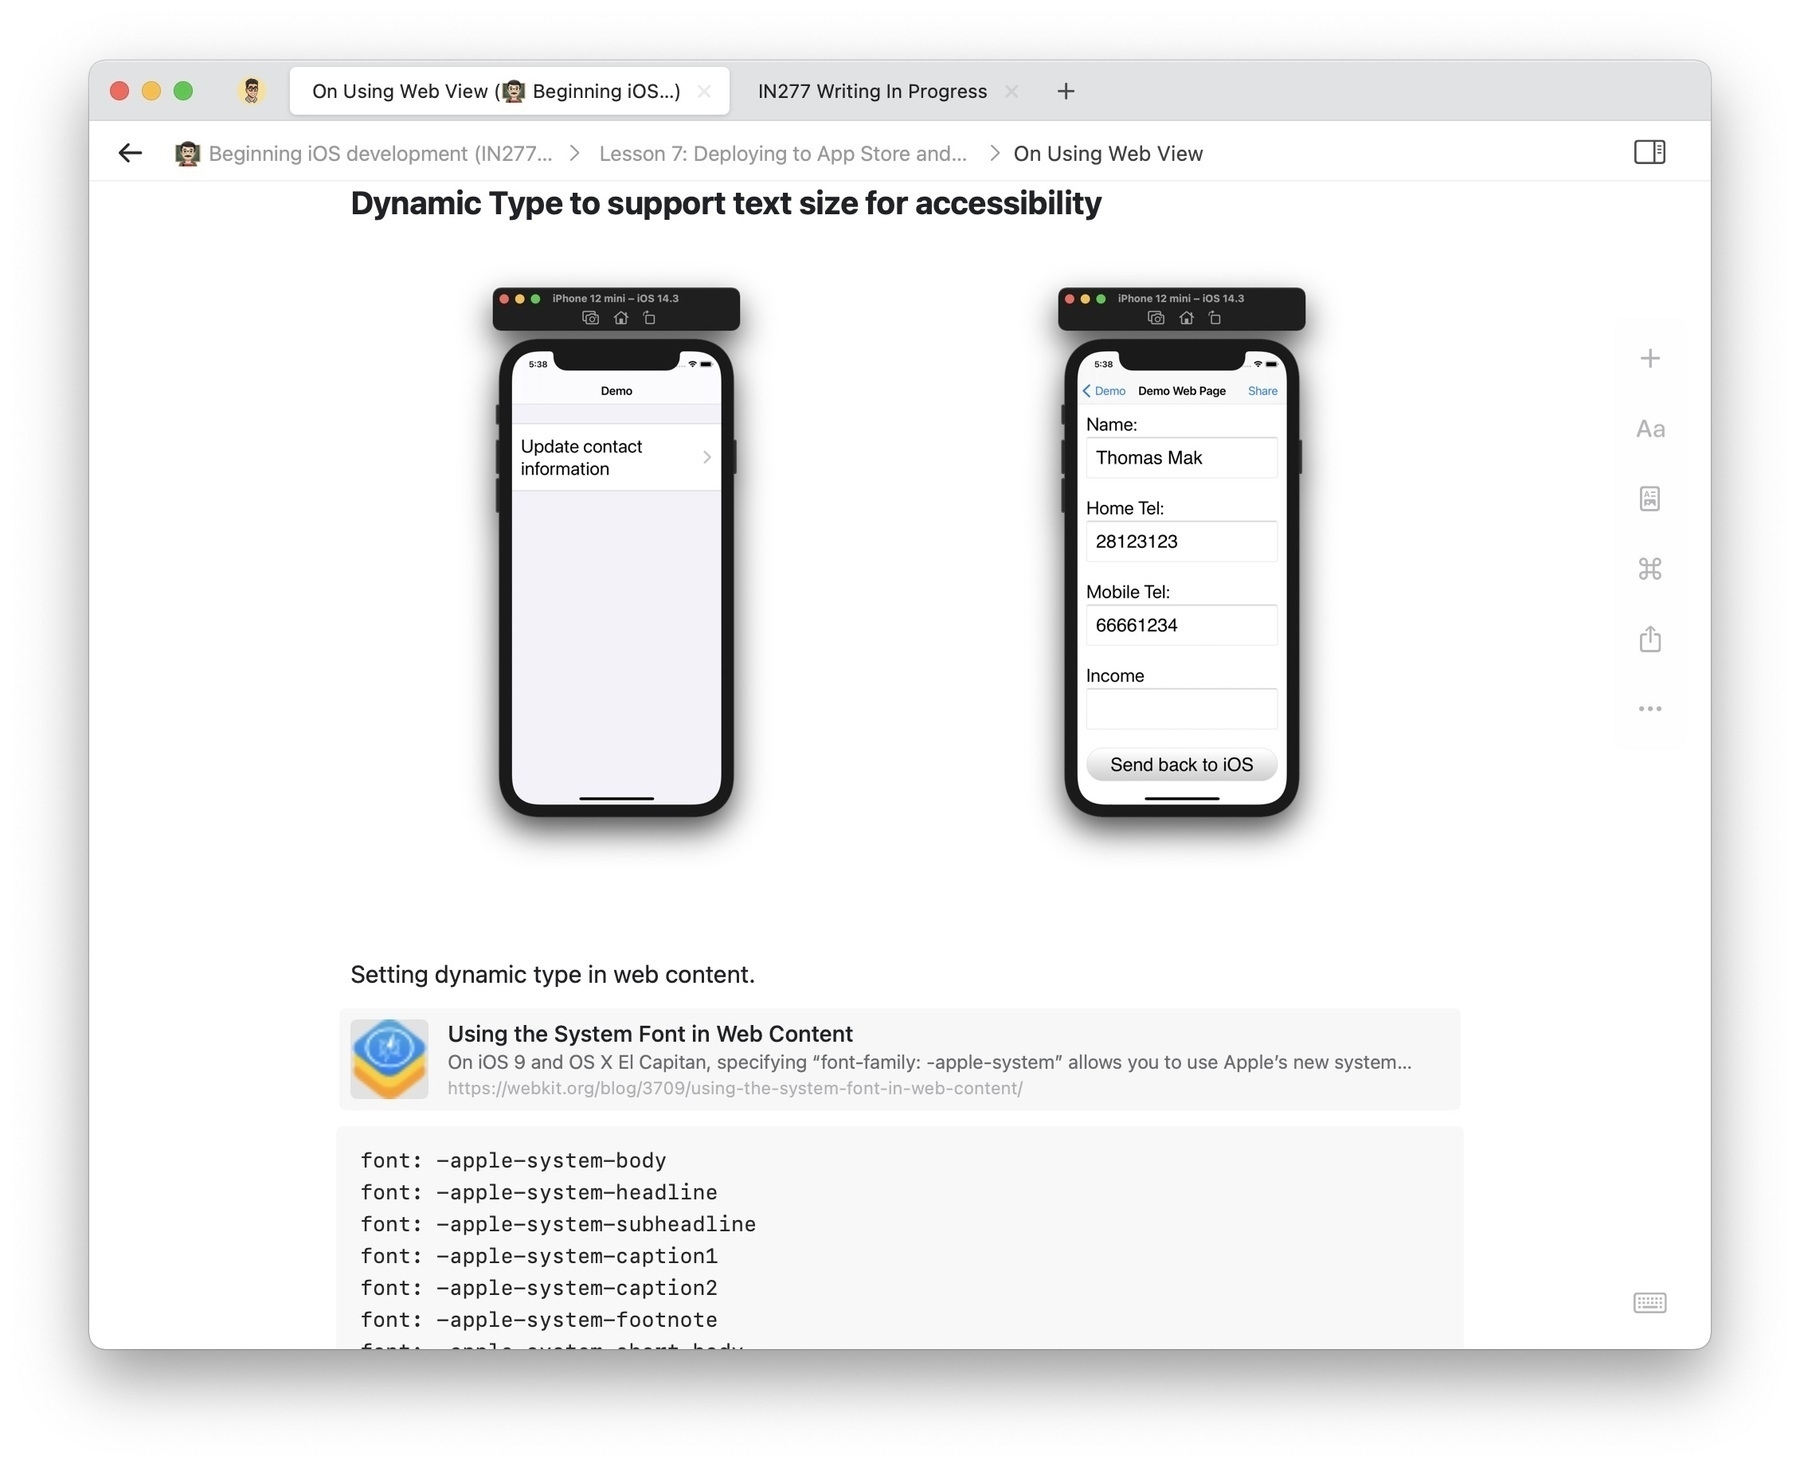 On Using Web View (👨🏻‍🏫 Beginning iOS...)
IN277 Writing In Progress
Beginning iOS development (IN277...
Lesson 7: Deploying to App Store and...
On Using Web View
Dynamic Type to support text size for accessibility
iPhone 12 mini – iOS 14.3
5:38
Demo
Update contact
information
iPhone 12 mini – iOS 14.3
5:38
Demo
Demo Web Page
Share
Name:
Thomas Mak
Home Tel:
28123123
Mobile Tel:
66661234
Income
Send back to iOS
Aa
Setting dynamic type in web content.
Using the System Font in Web Content
On iOS 9 and OS X El Capitan, specifying “font-family: -apple-system” allows you to use Apple’s new system...
https://webkit.org/blog/3709/using-the-system-font-in-web-content/
font: -apple-system-body
font: -apple-system-headline
font: -apple-system-subheadline
font: -apple-system-caption1
font: -apple-system-caption2
font: -apple-system-footnote
font: -apple-system-short-body